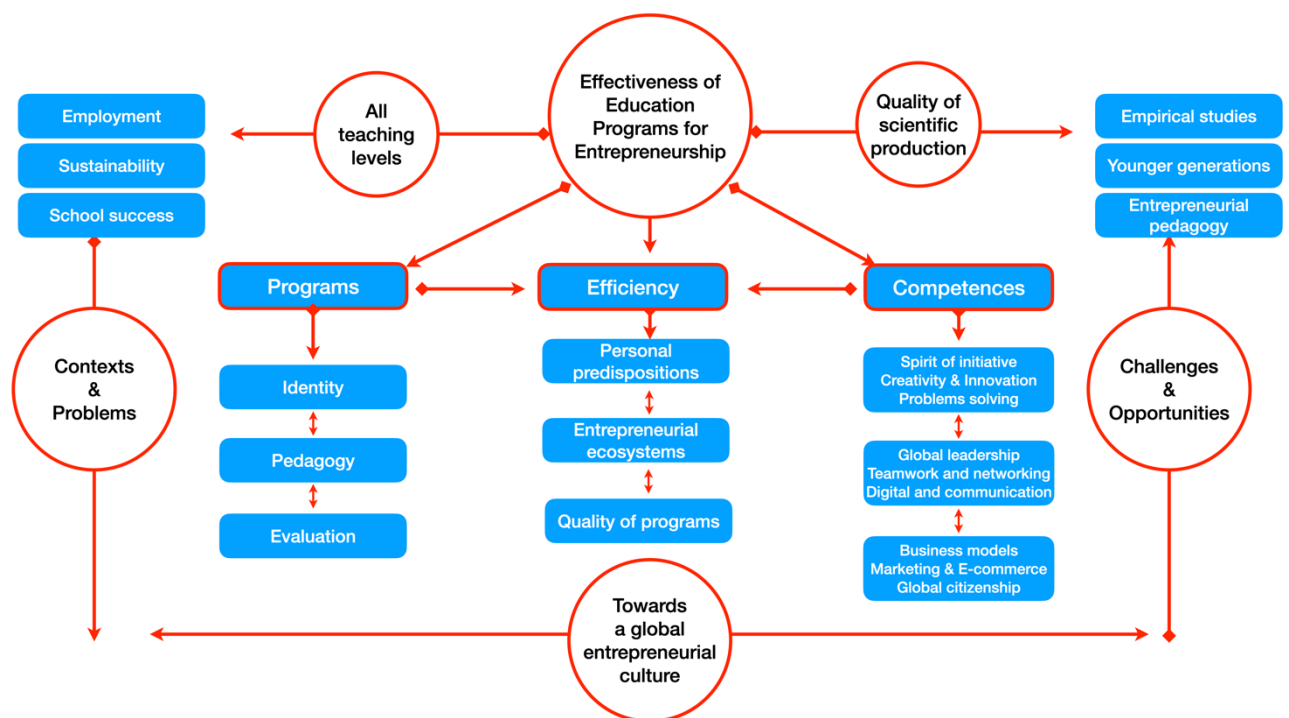 Effectiveness of
Education
Programs for
Entrepreneurship
All
teaching
levels
Quality of
scientific
production
Employment
Sustainability
School success
Empirical studies
Younger generations
Entrepreneurial
pedagogy
Programs
Efficiency
Competences
Contexts
&
Problems
Identity
Pedagogy
Evaluation
Personal
predispositions
Entrepreneurial
ecosystems
Quality of programs
Spirit of initiative
Creativity & Innovation
Problems solving
Global leadership
Teamwork and networking
Digital and communication
Business models
Marketing & E-commerce
Global citizenship
Challenges
&
Opportunities
Towards
a global
entrepreneurial
culture